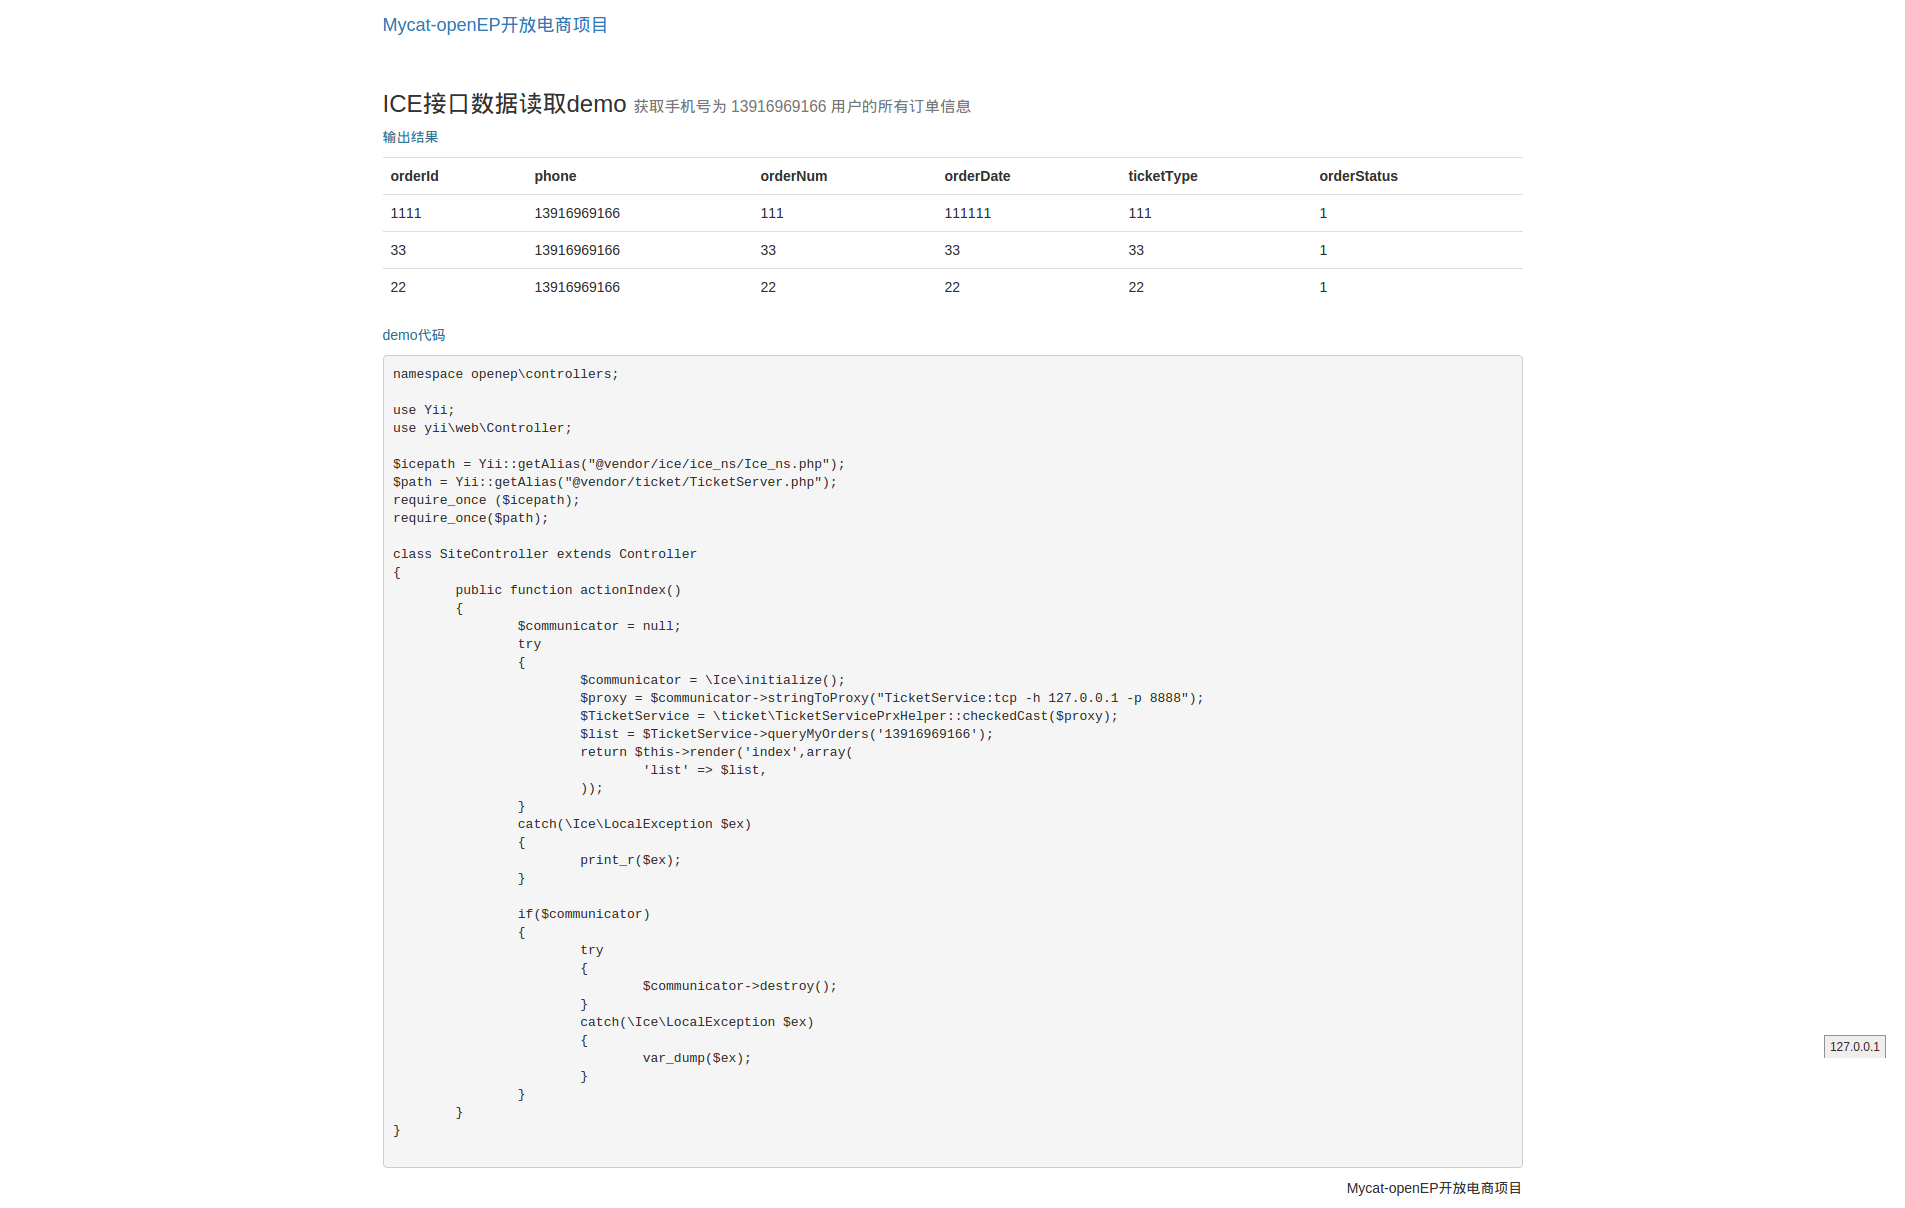 Mycat-openEP开放电商项目
ICE接口数据读取demo 获取手机号为 13916969166 用户的所有订单信息
输出结果
orderId phone orderNum orderDate ticketType orderStatus
1111 13916969166 111 111111 111 1
33 13916969166 33 33 33 1
22 13916969166 22 22 22 1
demo代码
namespace openep\controllers;
use Yii;
use yii\web\Controller;
$icepath = Yii::getAlias("@vendor/ice/ice_ns/Ice_ns.php");
$path = Yii::getAlias("@vendor/ticket/TicketServer.php");
require_once ($icepath);
require_once($path);
class SiteController extends Controller
{
public function actionIndex()
{
$communicator = null;
try
{
$communicator = \Ice\initialize();
$proxy = $communicator->stringToProxy("TicketService:tcp -h 127.0.0.1 -p 8888");
$TicketService = \ticket\TicketServicePrxHelper::checkedCast($proxy);
$list = $TicketService->queryMyOrders('13916969166');
return $this->render('index',array(
'list' => $list,
));
}
catch(\Ice\LocalException $ex)
{
print_r($ex);
}
if($communicator)
{
try
{
$communicator->destroy();
}
catch(\Ice\LocalException $ex)
{
var_dump($ex);
}
}
}
}
127.0.0.1
Mycat-openEP开放电商项目